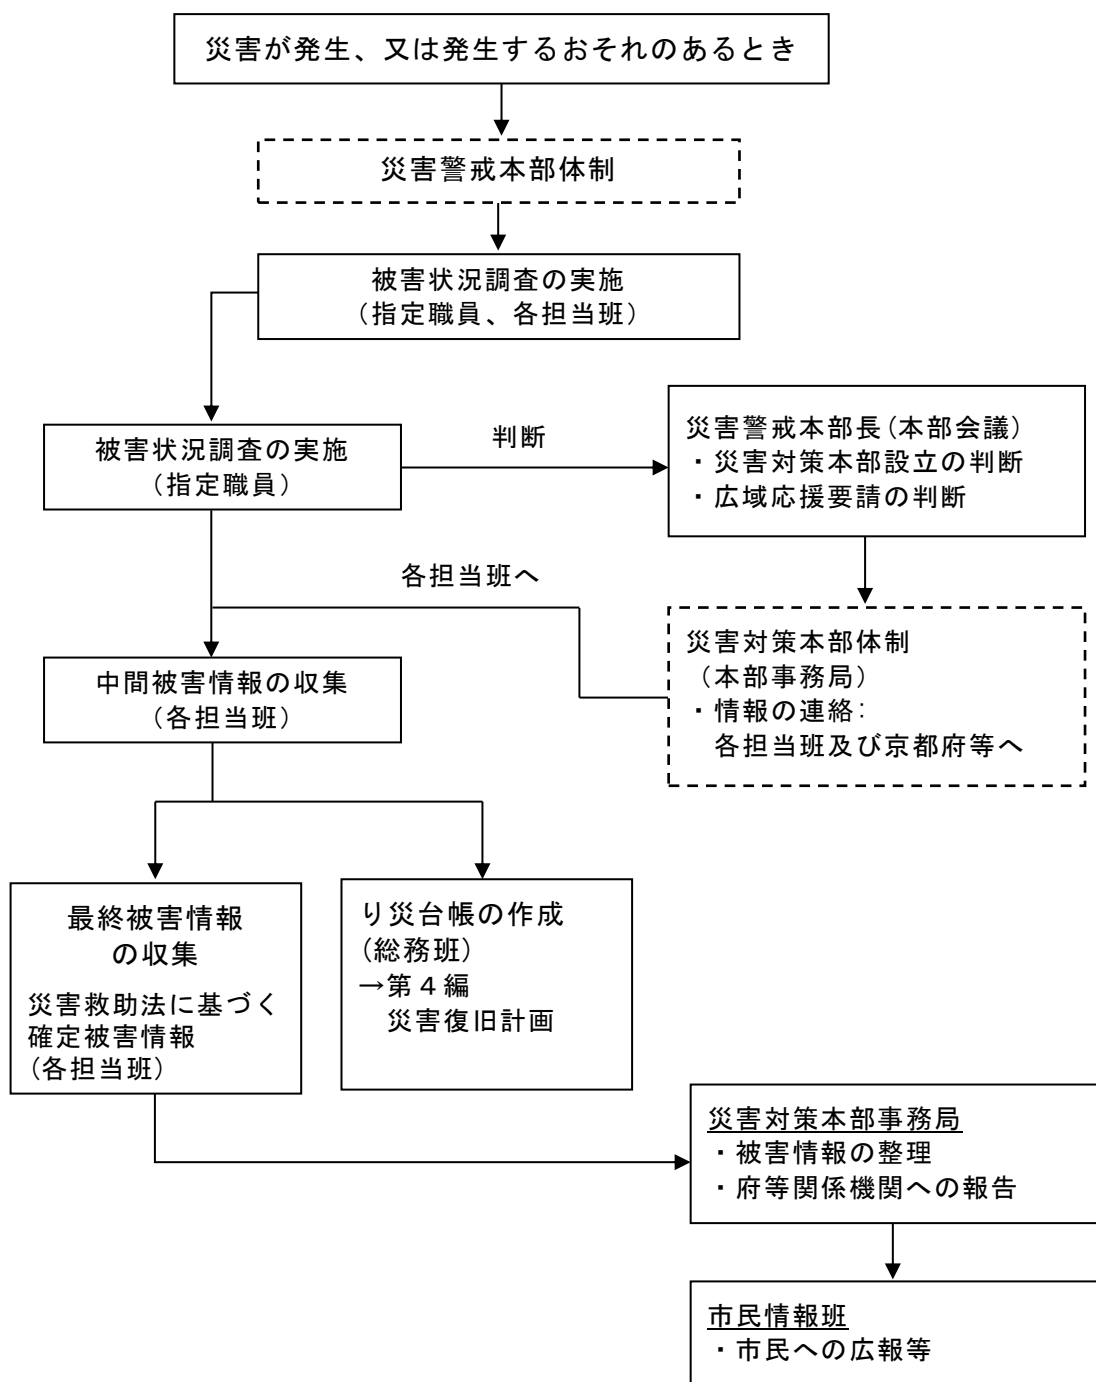 災害が発生、又は発生するおそれのあるとき
災害警戒本部体制
被害状況調査の実施
（指定職員、各担当班）
被害状況調査の実施
（指定職員）
判断
災害警戒本部長(本部会議)
・災害対策本部設立の判断
・広域応援要請の判断
各担当班へ
災害対策本部体制
（本部事務局）
・情報の連絡:
各担当班及び京都府等へ
中間被害情報の収集
（各担当班）
最終被害情報
の収集
災害救助法に基づく
確定被害情報
(各担当班)
り災台帳の作成
(総務班)
→第４編
災害復旧計画
災害対策本部事務局
・被害情報の整理
・府等関係機関への報告
市民情報班
・市民への広報等